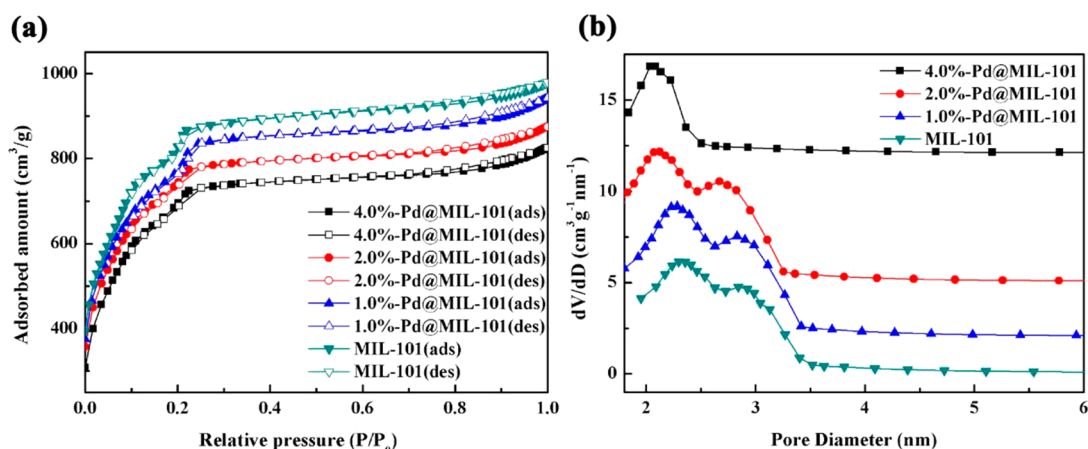 (a)
1000
800
600
400
Adsorbed amount (cm³/g)
4.0%-Pd@MIL-101(ads)
4.0%-Pd@MIL-101(des)
2.0%-Pd@MIL-101(ads)
2.0%-Pd@MIL-101(des)
1.0%-Pd@MIL-101(ads)
1.0%-Pd@MIL-101(des)
MIL-101(ads)
MIL-101(des)
0.0 0.2 0.4 0.6 0.8 1.0
Relative pressure (P/P₀)
(b)
15
10
5
0
dV/dD (cm³g⁻¹nm⁻¹)
4.0%-Pd@MIL-101
2.0%-Pd@MIL-101
1.0%-Pd@MIL-101
MIL-101
2 3 4 5 6
Pore Diameter (nm)